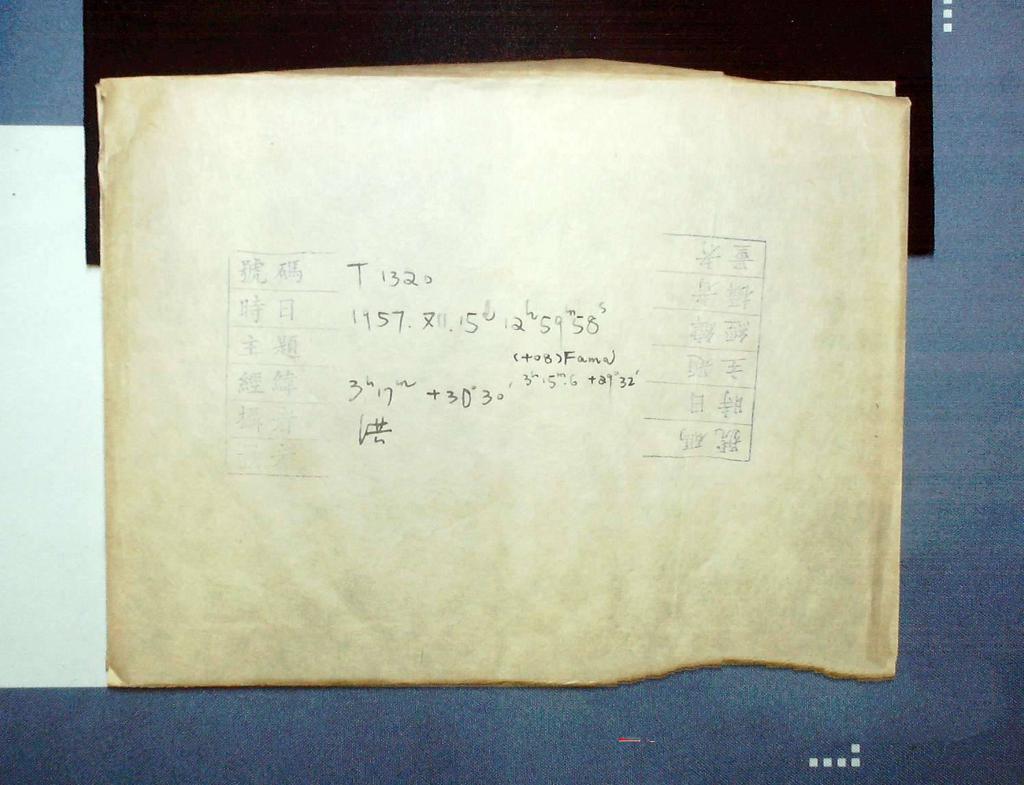 號碼 T 1320
時日 1957.XII.15ᵈ 12ʰ59ᵐ58ˢ
主題 (+08) Fama
經緯 3ʰ17ᵐ +30°30′ 3ʰ15ᵐ.6 +29°32′
攝者 洪